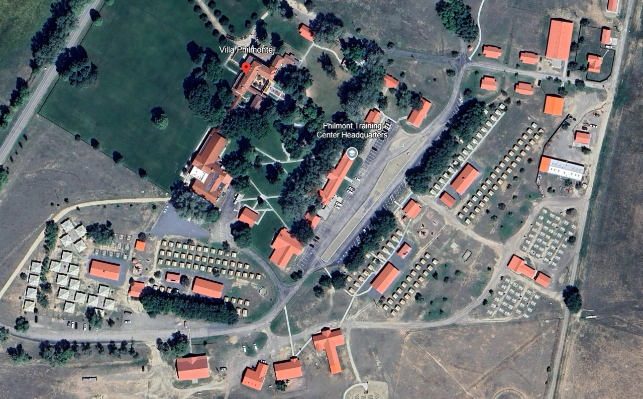 Villa Philmonte
Philmont Training
Center Headquarters